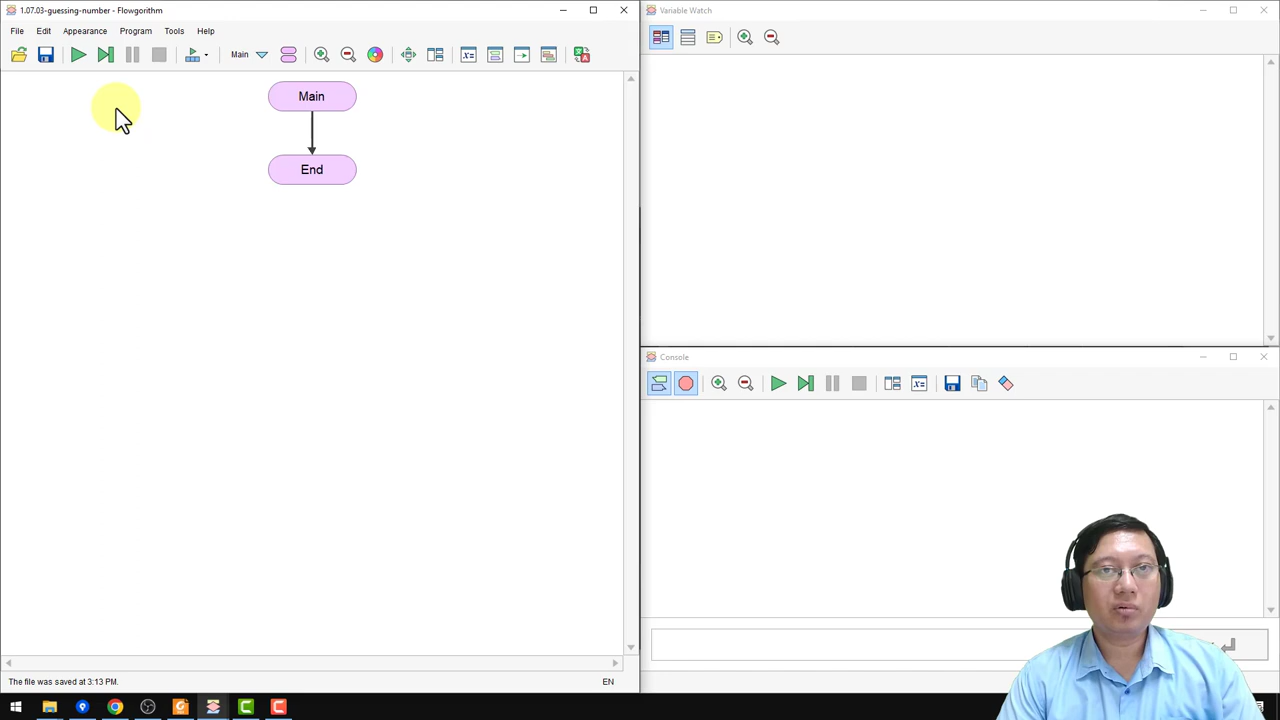 1.07.03-guessing-number - Flowgorithm
File Edit Appearance Program Tools Help
Main
Main
End
The file was saved at 3:13 PM.
EN
Variable Watch
Console